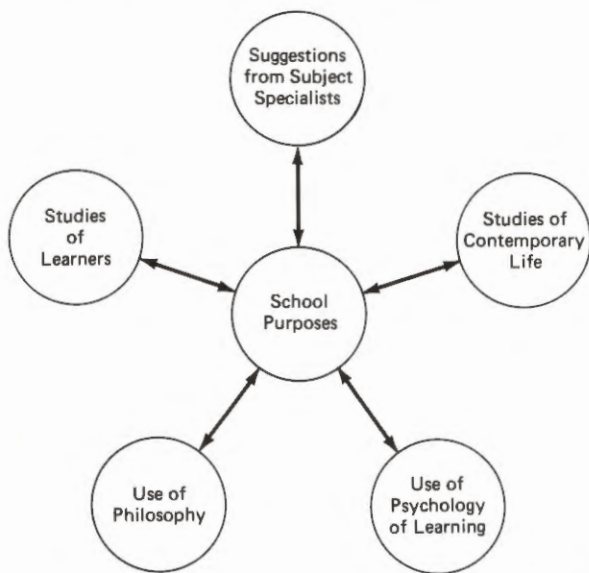 Suggestions
from Subject
Specialists
Studies
of
Learners
Studies of
Contemporary
Life
School
Purposes
Use of
Philosophy
Use of
Psychology
of Learning